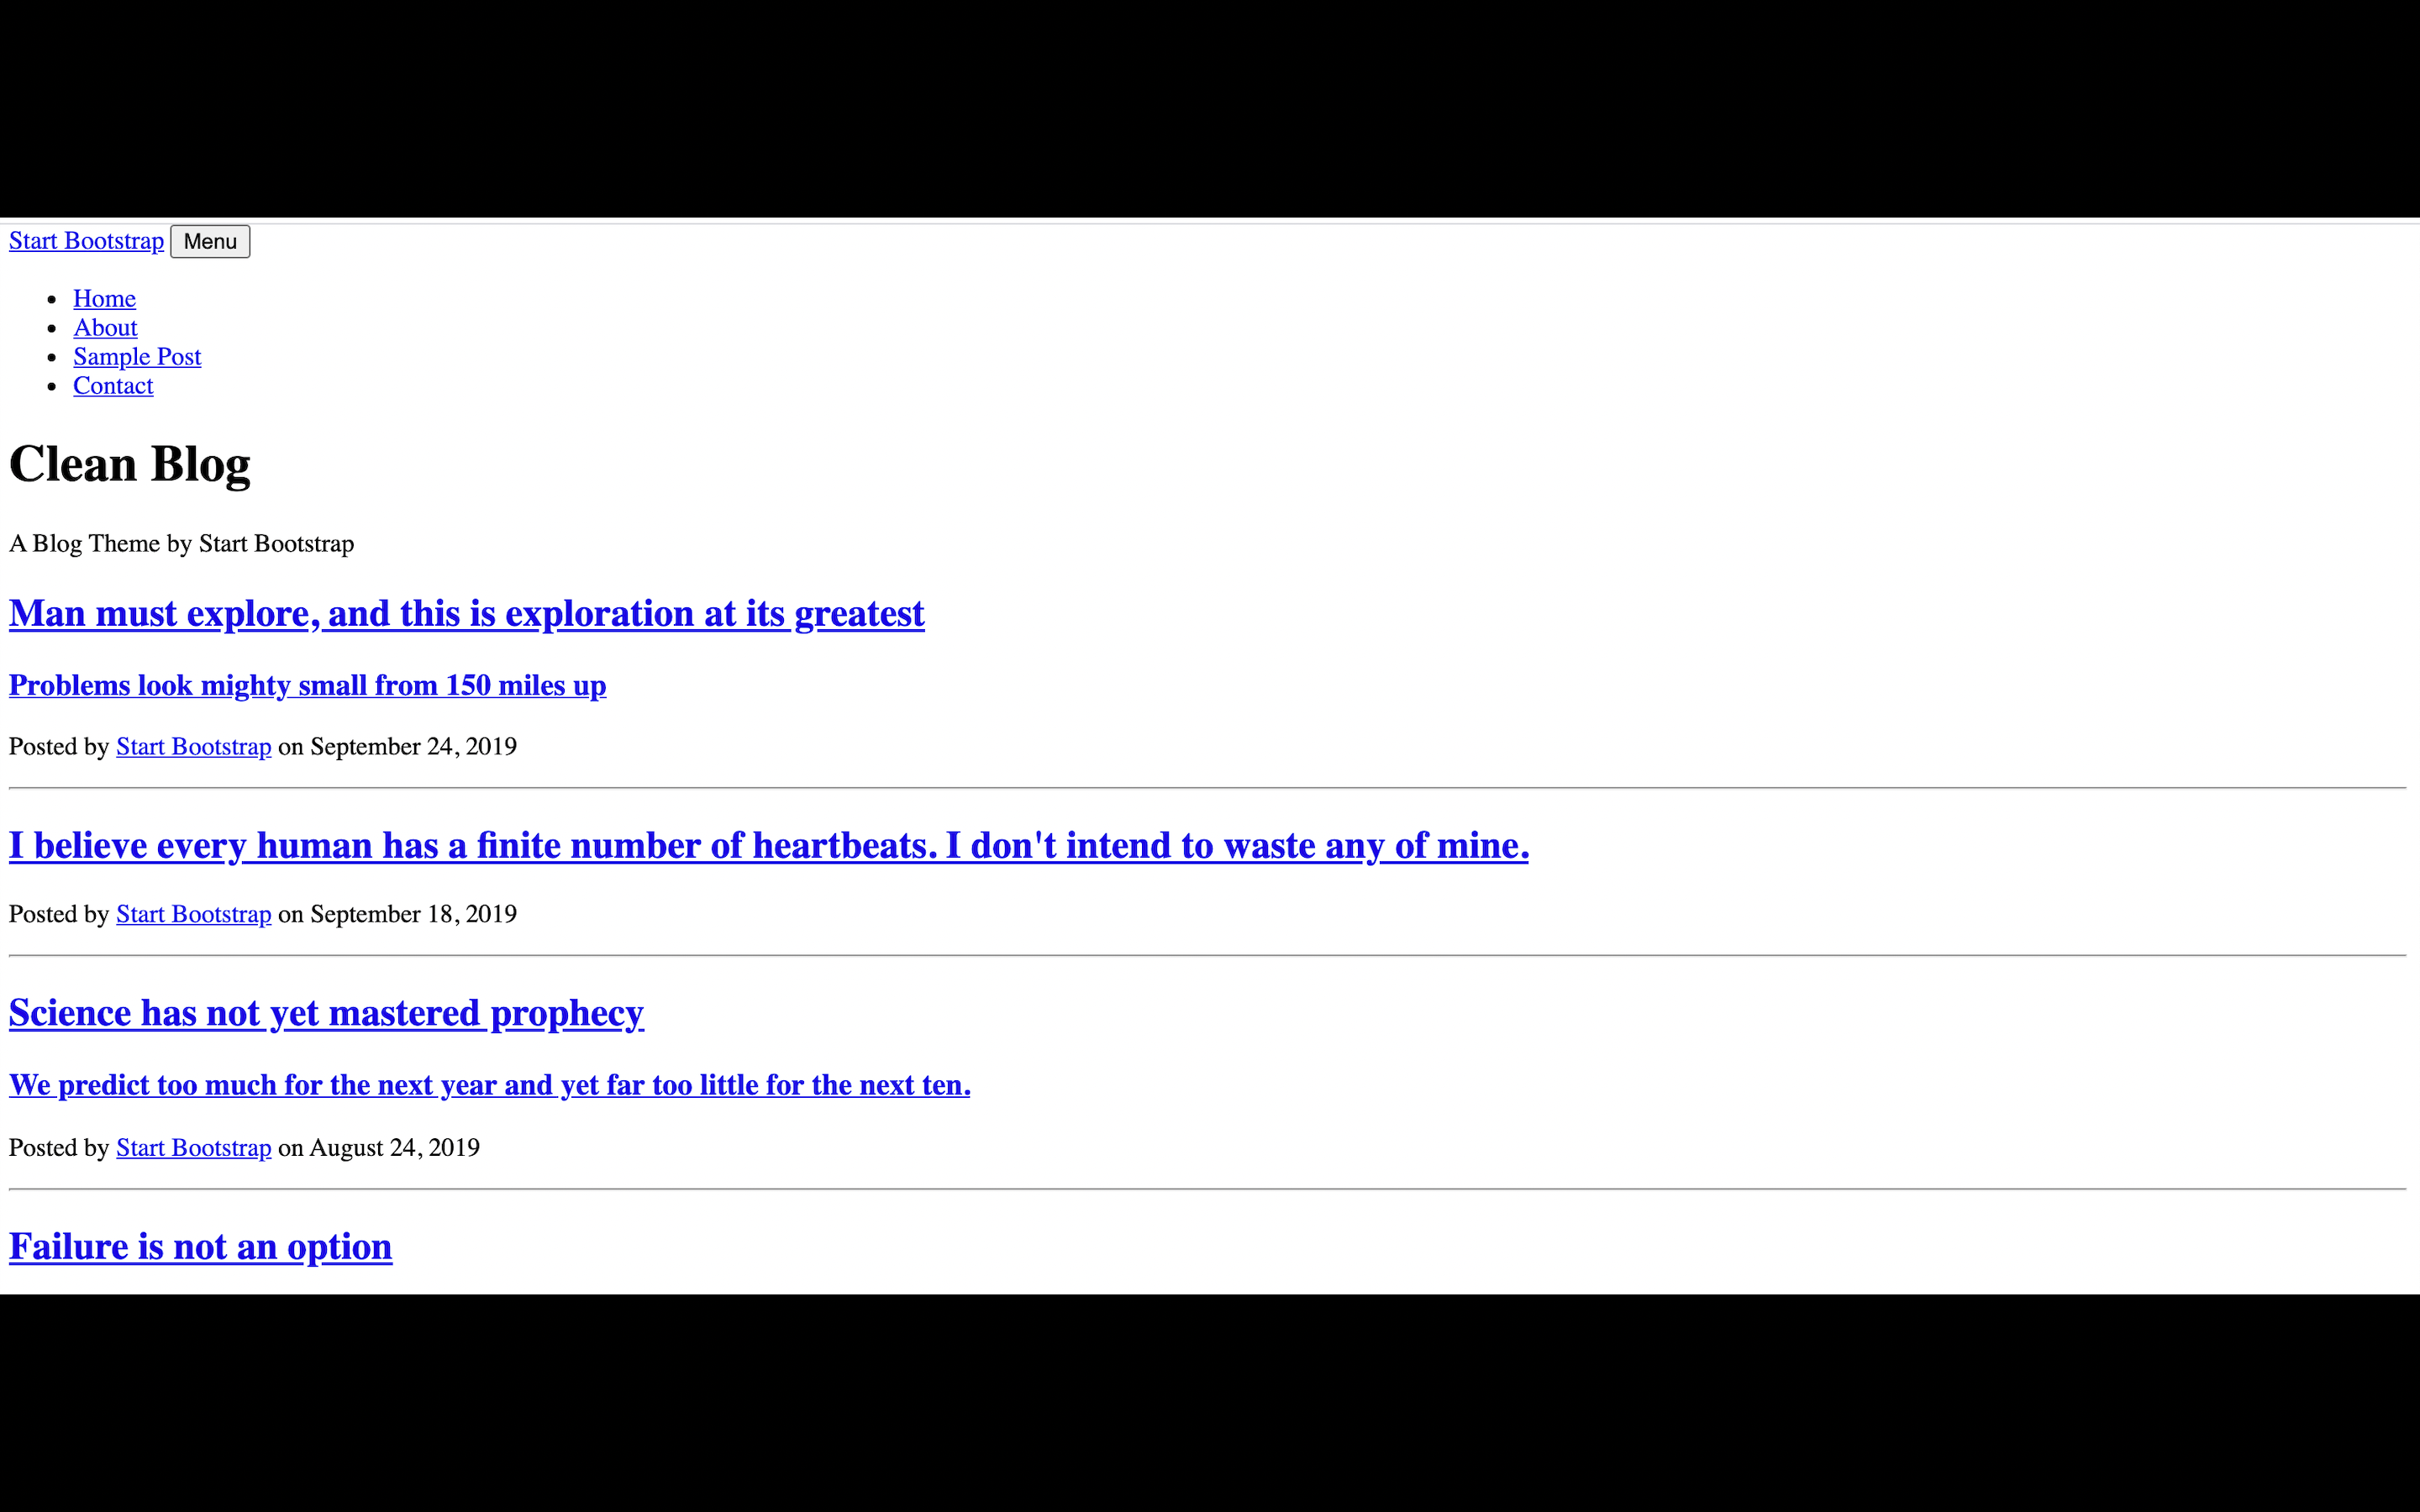 Start Bootstrap Menu
Home
About
Sample Post
Contact
Clean Blog
A Blog Theme by Start Bootstrap
Man must explore, and this is exploration at its greatest
Problems look mighty small from 150 miles up
Posted by Start Bootstrap on September 24, 2019
I believe every human has a finite number of heartbeats. I don't intend to waste any of mine.
Posted by Start Bootstrap on September 18, 2019
Science has not yet mastered prophecy
We predict too much for the next year and yet far too little for the next ten.
Posted by Start Bootstrap on August 24, 2019
Failure is not an option